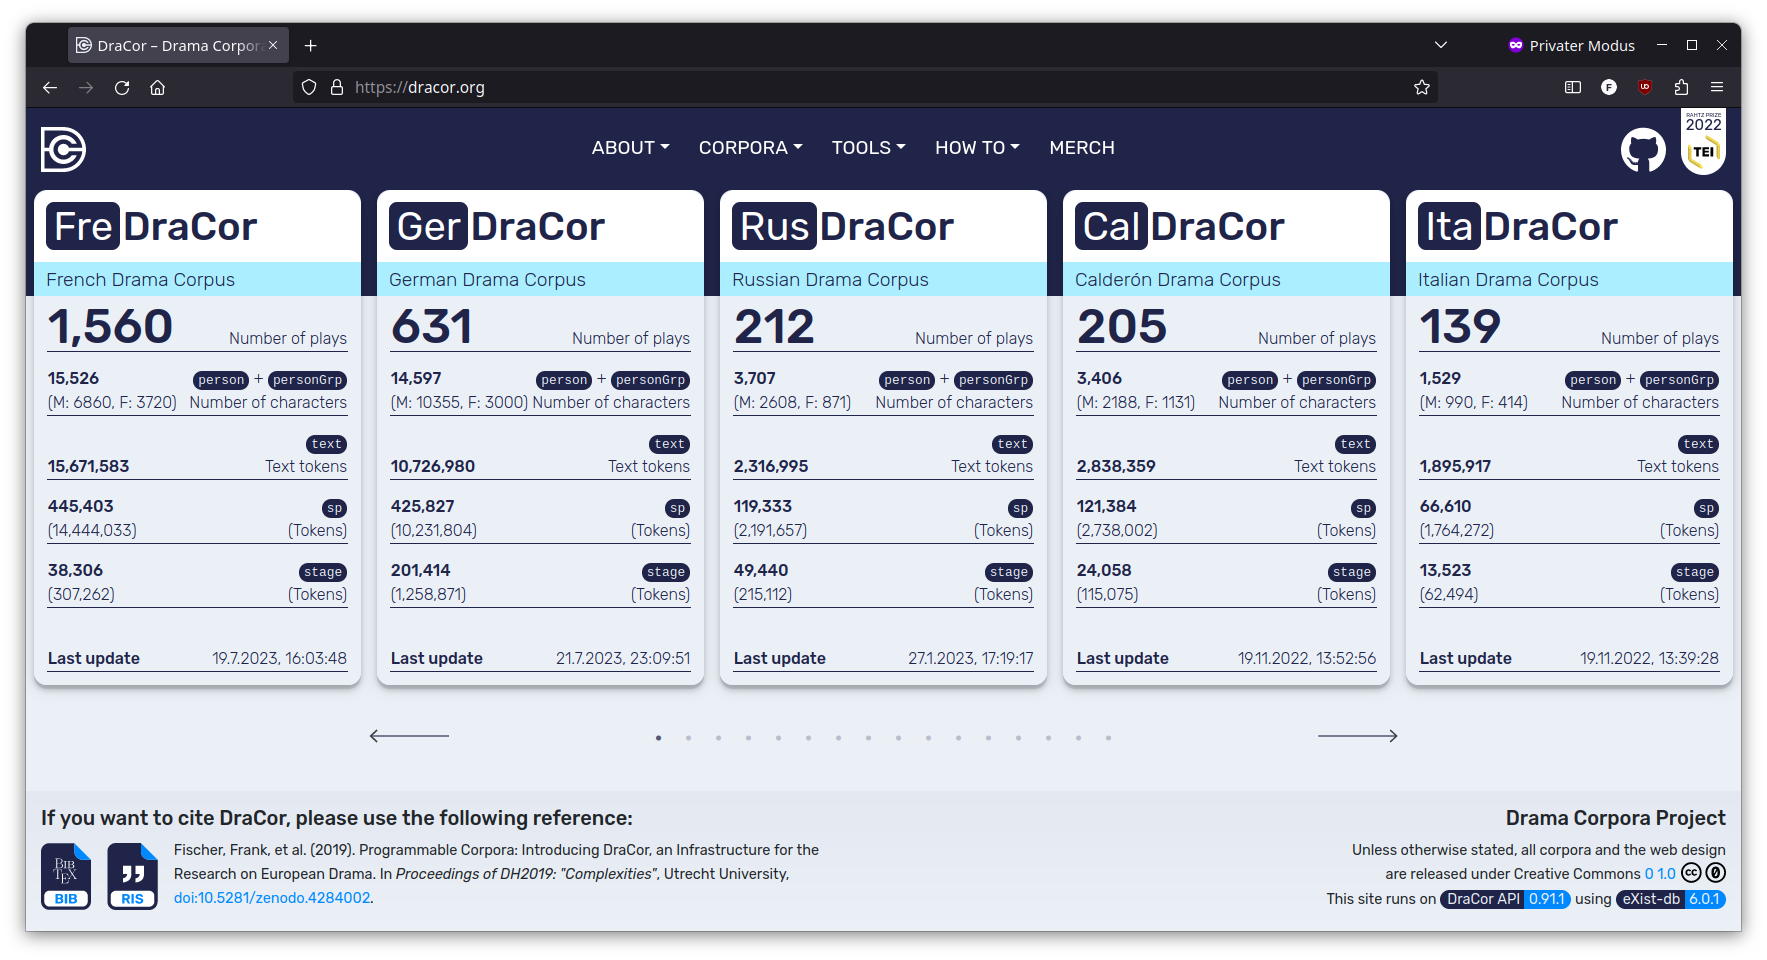 DraCor – Drama Corpora
Privater Modus
https://dracor.org
ABOUT
CORPORA
TOOLS
HOW TO
MERCH
RAHTZ PRIZE
2022
TEI
FreDraCor
French Drama Corpus
1,560 Number of plays
15,526 person + personGrp
(M: 6860, F: 3720) Number of characters
text
15,671,583 Text tokens
445,403 sp
(14,444,033) (Tokens)
38,306 stage
(307,262) (Tokens)
Last update 19.7.2023, 16:03:48
GerDraCor
German Drama Corpus
631 Number of plays
14,597 person + personGrp
(M: 10355, F: 3000) Number of characters
text
10,726,980 Text tokens
425,827 sp
(10,231,804) (Tokens)
201,414 stage
(1,258,871) (Tokens)
Last update 21.7.2023, 23:09:51
RusDraCor
Russian Drama Corpus
212 Number of plays
3,707 person + personGrp
(M: 2608, F: 871) Number of characters
text
2,316,995 Text tokens
119,333 sp
(2,191,657) (Tokens)
49,440 stage
(215,112) (Tokens)
Last update 27.1.2023, 17:19:17
CalDraCor
Calderón Drama Corpus
205 Number of plays
3,406 person + personGrp
(M: 2188, F: 1131) Number of characters
text
2,838,359 Text tokens
121,384 sp
(2,738,002) (Tokens)
24,058 stage
(115,075) (Tokens)
Last update 19.11.2022, 13:52:56
ItaDraCor
Italian Drama Corpus
139 Number of plays
1,529 person + personGrp
(M: 990, F: 414) Number of characters
text
1,895,917 Text tokens
66,610 sp
(1,764,272) (Tokens)
13,523 stage
(62,494) (Tokens)
Last update 19.11.2022, 13:39:28
If you want to cite DraCor, please use the following reference:
BIBTEX
BIB
RIS
Fischer, Frank, et al. (2019). Programmable Corpora: Introducing DraCor, an Infrastructure for the
Research on European Drama. In Proceedings of DH2019: "Complexities", Utrecht University,
doi:10.5281/zenodo.4284002.
Drama Corpora Project
Unless otherwise stated, all corpora and the web design
are released under Creative Commons 0 1.0
This site runs on DraCor API 0.91.1 using eXist-db 6.0.1